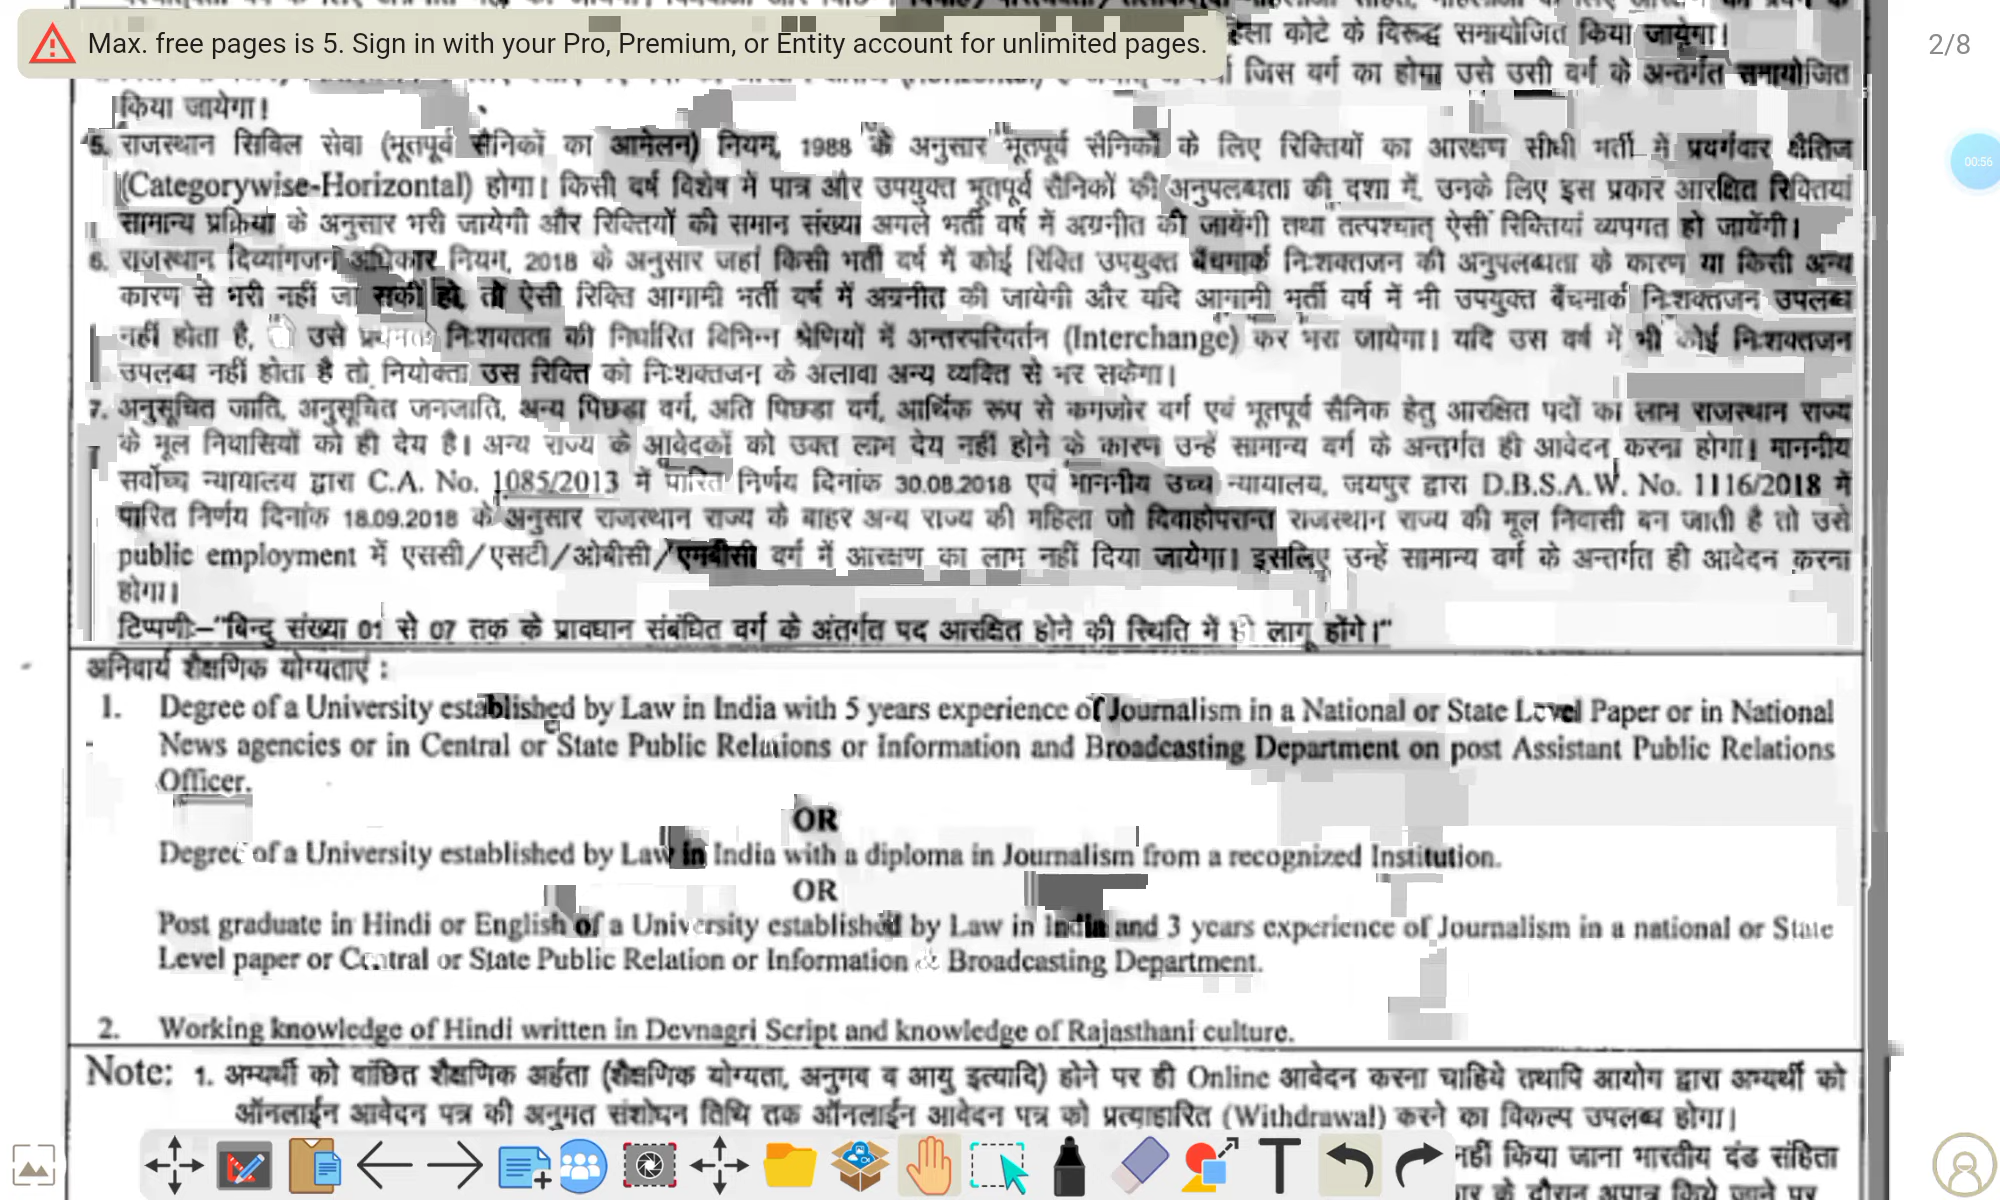 Max. free pages is 5. Sign in with your Pro, Premium, or Entity account for unlimited pages.
2/8
कोटे के विरूद्ध समायोजित किया जायेगा।
जिस वर्ग का होगा उसे उसी वर्ग के अन्तर्गत समायोजित
किया जायेगा।
00:56
5. राजस्थान सिविल सेवा (भूतपूर्व सैनिकों का आमेलन) नियम, 1988 के अनुसार भूतपूर्व सैनिकों के लिए रिक्तियों का आरक्षण सीधी भर्ती में प्रवर्गवार क्षैतिज
(Categorywise-Horizontal) होगा। किसी वर्ष विशेष में पात्र और उपयुक्त भूतपूर्व सैनिकों की अनुपलब्धता की दशा में, उनके लिए इस प्रकार आरक्षित रिक्तियां
सामान्य प्रक्रिया के अनुसार भरी जायेगी और रिक्तियों की समान संख्या अगले भर्ती वर्ष में अग्रनीत की जायेंगी तथा तत्पश्चात् ऐसी रिक्तियां व्यपगत हो जायेंगी।
6. राजस्थान दिव्यांगजन अधिकार नियम, 2018 के अनुसार जहां किसी भर्ती वर्ष में कोई रिक्ति उपयुक्त बैंचमार्क निःशक्तजन की अनुपलब्धता के कारण या किसी अन्य
कारण से भरी नहीं जा सकी हो, तो ऐसी रिक्ति आगामी भर्ती वर्ष में अग्रनीत की जायेगी और यदि आगामी भर्ती वर्ष में भी उपयुक्त बैंचमार्क निःशक्तजन उपलब्ध
नहीं होता है, उसे प्रथमतः निःशक्तता की निर्धारित विभिन्न श्रेणियों में अन्तरपरिवर्तन (Interchange) कर भरा जायेगा। यदि उस वर्ष में भी कोई निःशक्तजन
उपलब्ध नहीं होता है तो नियोक्ता उस रिक्ति को निःशक्तजन के अलावा अन्य व्यक्ति से भर सकेगा।
7. अनुसूचित जाति, अनुसूचित जनजाति, अन्य पिछडा वर्ग, अति पिछडा वर्ग, आर्थिक रूप से कमजोर वर्ग एवं भूतपूर्व सैनिक हेतु आरक्षित पदों का लाभ राजस्थान राज्य
के मूल निवासियों को ही देय है। अन्य राज्य के आवेदकों को उक्त लाभ देय नहीं होने के कारण उन्हें सामान्य वर्ग के अन्तर्गत ही आवेदन करना होगा। माननीय
सर्वोच्च न्यायालय द्वारा C.A. No. 1085/2013 में पारित निर्णय दिनांक 30.08.2018 एवं माननीय उच्च न्यायालय, जयपुर द्वारा D.B.S.A.W. No. 1116/2018 में
पारित निर्णय दिनांक 18.09.2018 के अनुसार राजस्थान राज्य के बाहर अन्य राज्य की महिला जो विवाहोपरान्त राजस्थान राज्य की मूल निवासी बन जाती है तो उसे
public employment में एससी/एसटी/ओबीसी/एमबीसी वर्ग में आरक्षण का लाभ नहीं दिया जायेगा। इसलिए उन्हें सामान्य वर्ग के अन्तर्गत ही आवेदन करना
होगा।
टिप्पणीः–"बिन्दु संख्या 01 से 07 तक के प्रावधान संबंधित वर्ग के अंतर्गत पद आरक्षित होने की स्थिति में ही लागू होंगे।"
अनिवार्य शैक्षणिक योग्यताएं :
1. Degree of a University established by Law in India with 5 years experience of Journalism in a National or State Level Paper or in National
News agencies or in Central or State Public Relations or Information and Broadcasting Department on post Assistant Public Relations
Officer.
OR
Degree of a University established by Law in India with a diploma in Journalism from a recognized Institution.
OR
Post graduate in Hindi or English of a University established by Law in India and 3 years experience of Journalism in a national or State
Level paper or Central or State Public Relation or Information & Broadcasting Department.
2. Working knowledge of Hindi written in Devnagri Script and knowledge of Rajasthani culture.
Note: 1. अभ्यर्थी को वांछित शैक्षणिक अर्हता (शैक्षणिक योग्यता, अनुभव व आयु इत्यादि) होने पर ही Online आवेदन करना चाहिये तथापि आयोग द्वारा अभ्यर्थी को
ऑनलाईन आवेदन पत्र की अनुमत संशोधन तिथि तक ऑनलाईन आवेदन पत्र को प्रत्याहारित (Withdrawal) करने का विकल्प उपलब्ध होगा।
नहीं किया जाना भारतीय दंड संहिता
के दौरान अपात्र किये जाने पर